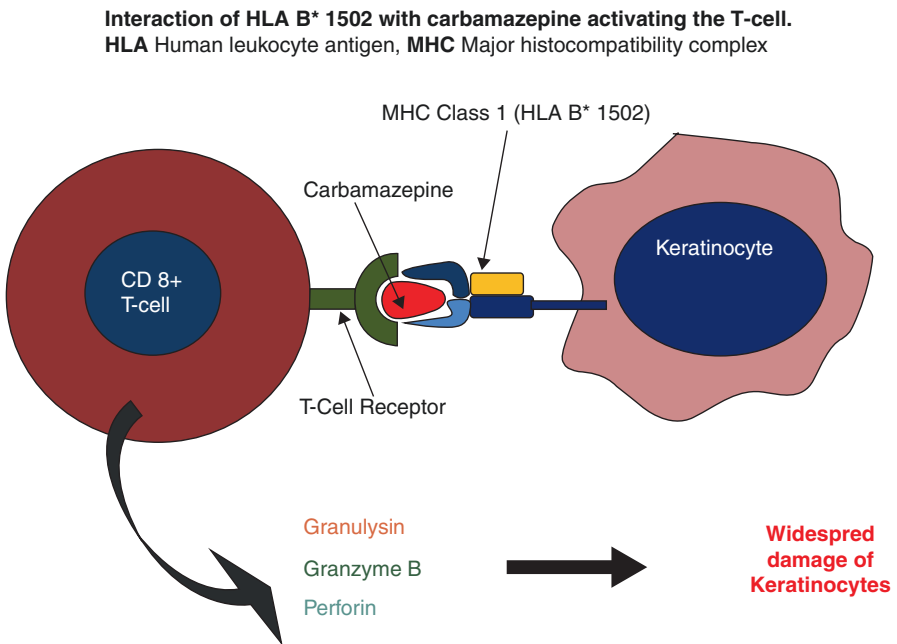 Interaction of HLA B* 1502 with carbamazepine activating the T-cell.
HLA Human leukocyte antigen, MHC Major histocompatibility complex
MHC Class 1 (HLA B* 1502)
Carbamazepine
CD 8+
T-cell
Keratinocyte
T-Cell Receptor
Granulysin
Granzyme B
Perforin
Widespred
damage of
Keratinocytes